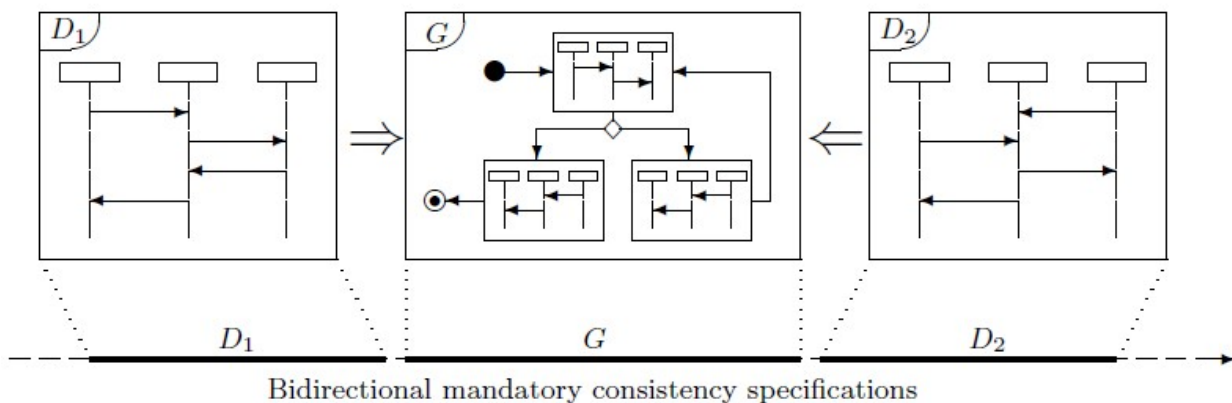 D₁ G D₂
D₁ G D₂
Bidirectional mandatory consistency specifications